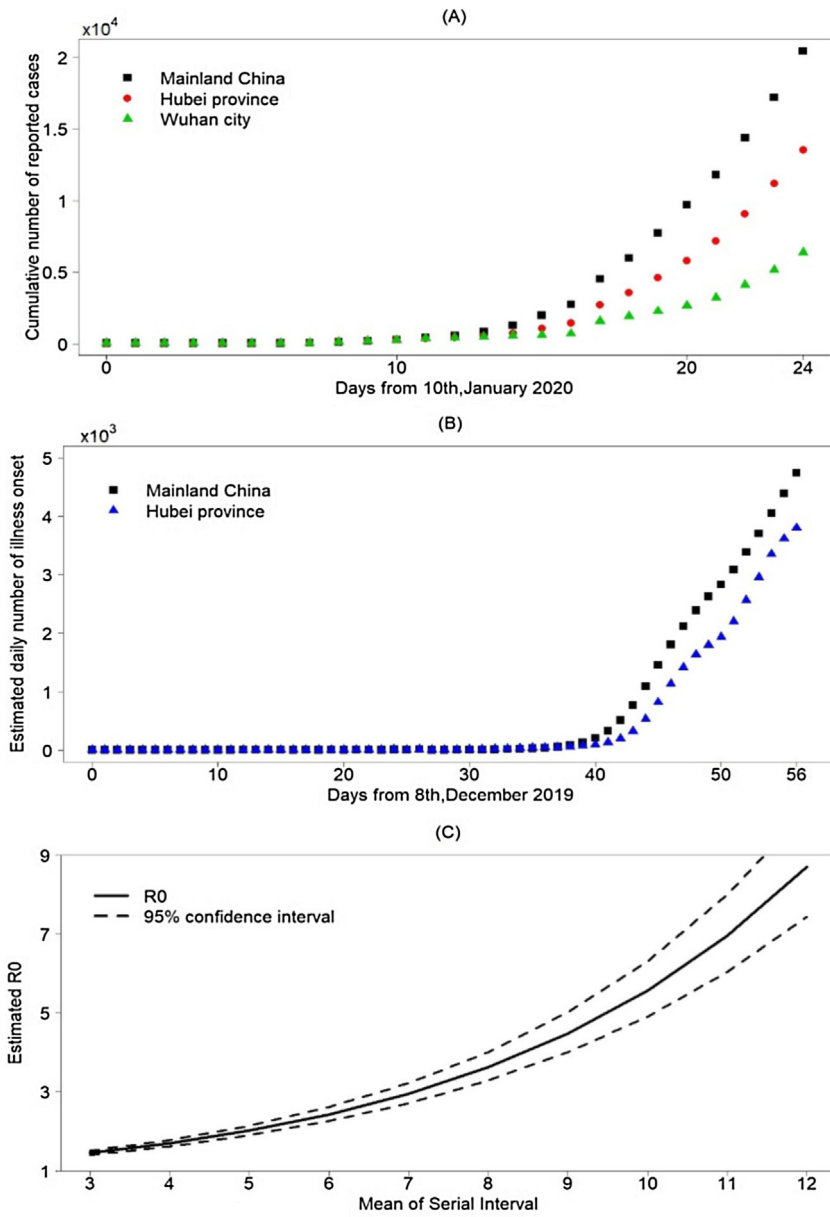 (A)
x10⁴
2
1.5
1
0.5
0
Cumulative number of reported cases
Mainland China
Hubei province
Wuhan city
0 10 20 24
Days from 10th,January 2020
(B)
x10³
5
4
3
2
1
0
Estimated daily number of illness onset
Mainland China
Hubei province
0 10 20 30 40 50 56
Days from 8th,December 2019
(C)
9
7
5
3
1
Estimated R0
R0
95% confidence interval
3 4 5 6 7 8 9 10 11 12
Mean of Serial Interval